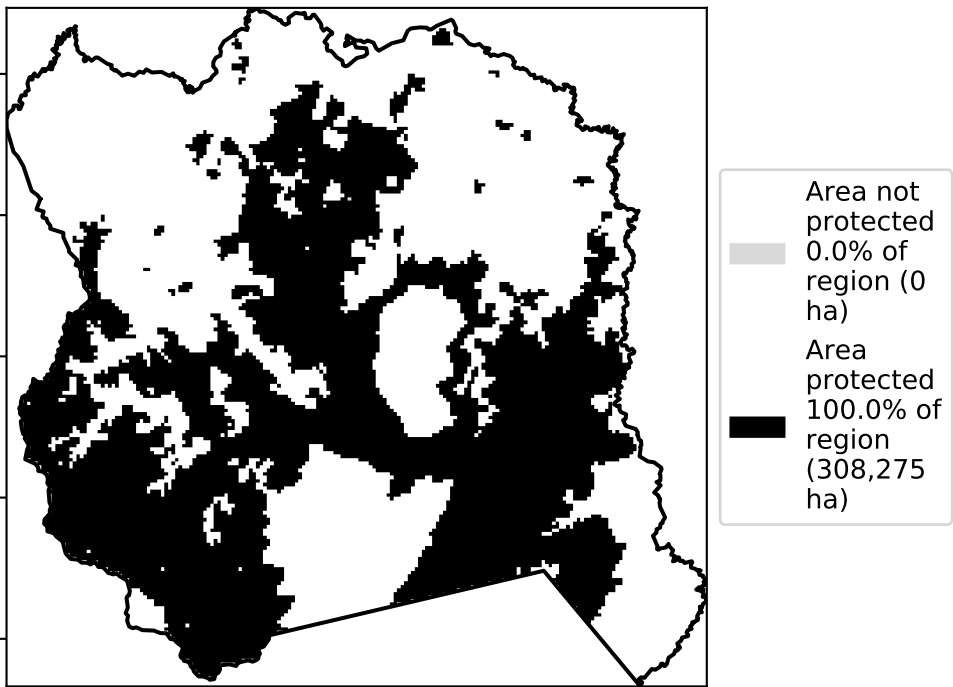 Area not
protected
0.0% of
region (0
ha)
Area
protected
100.0% of
region
(308,275
ha)